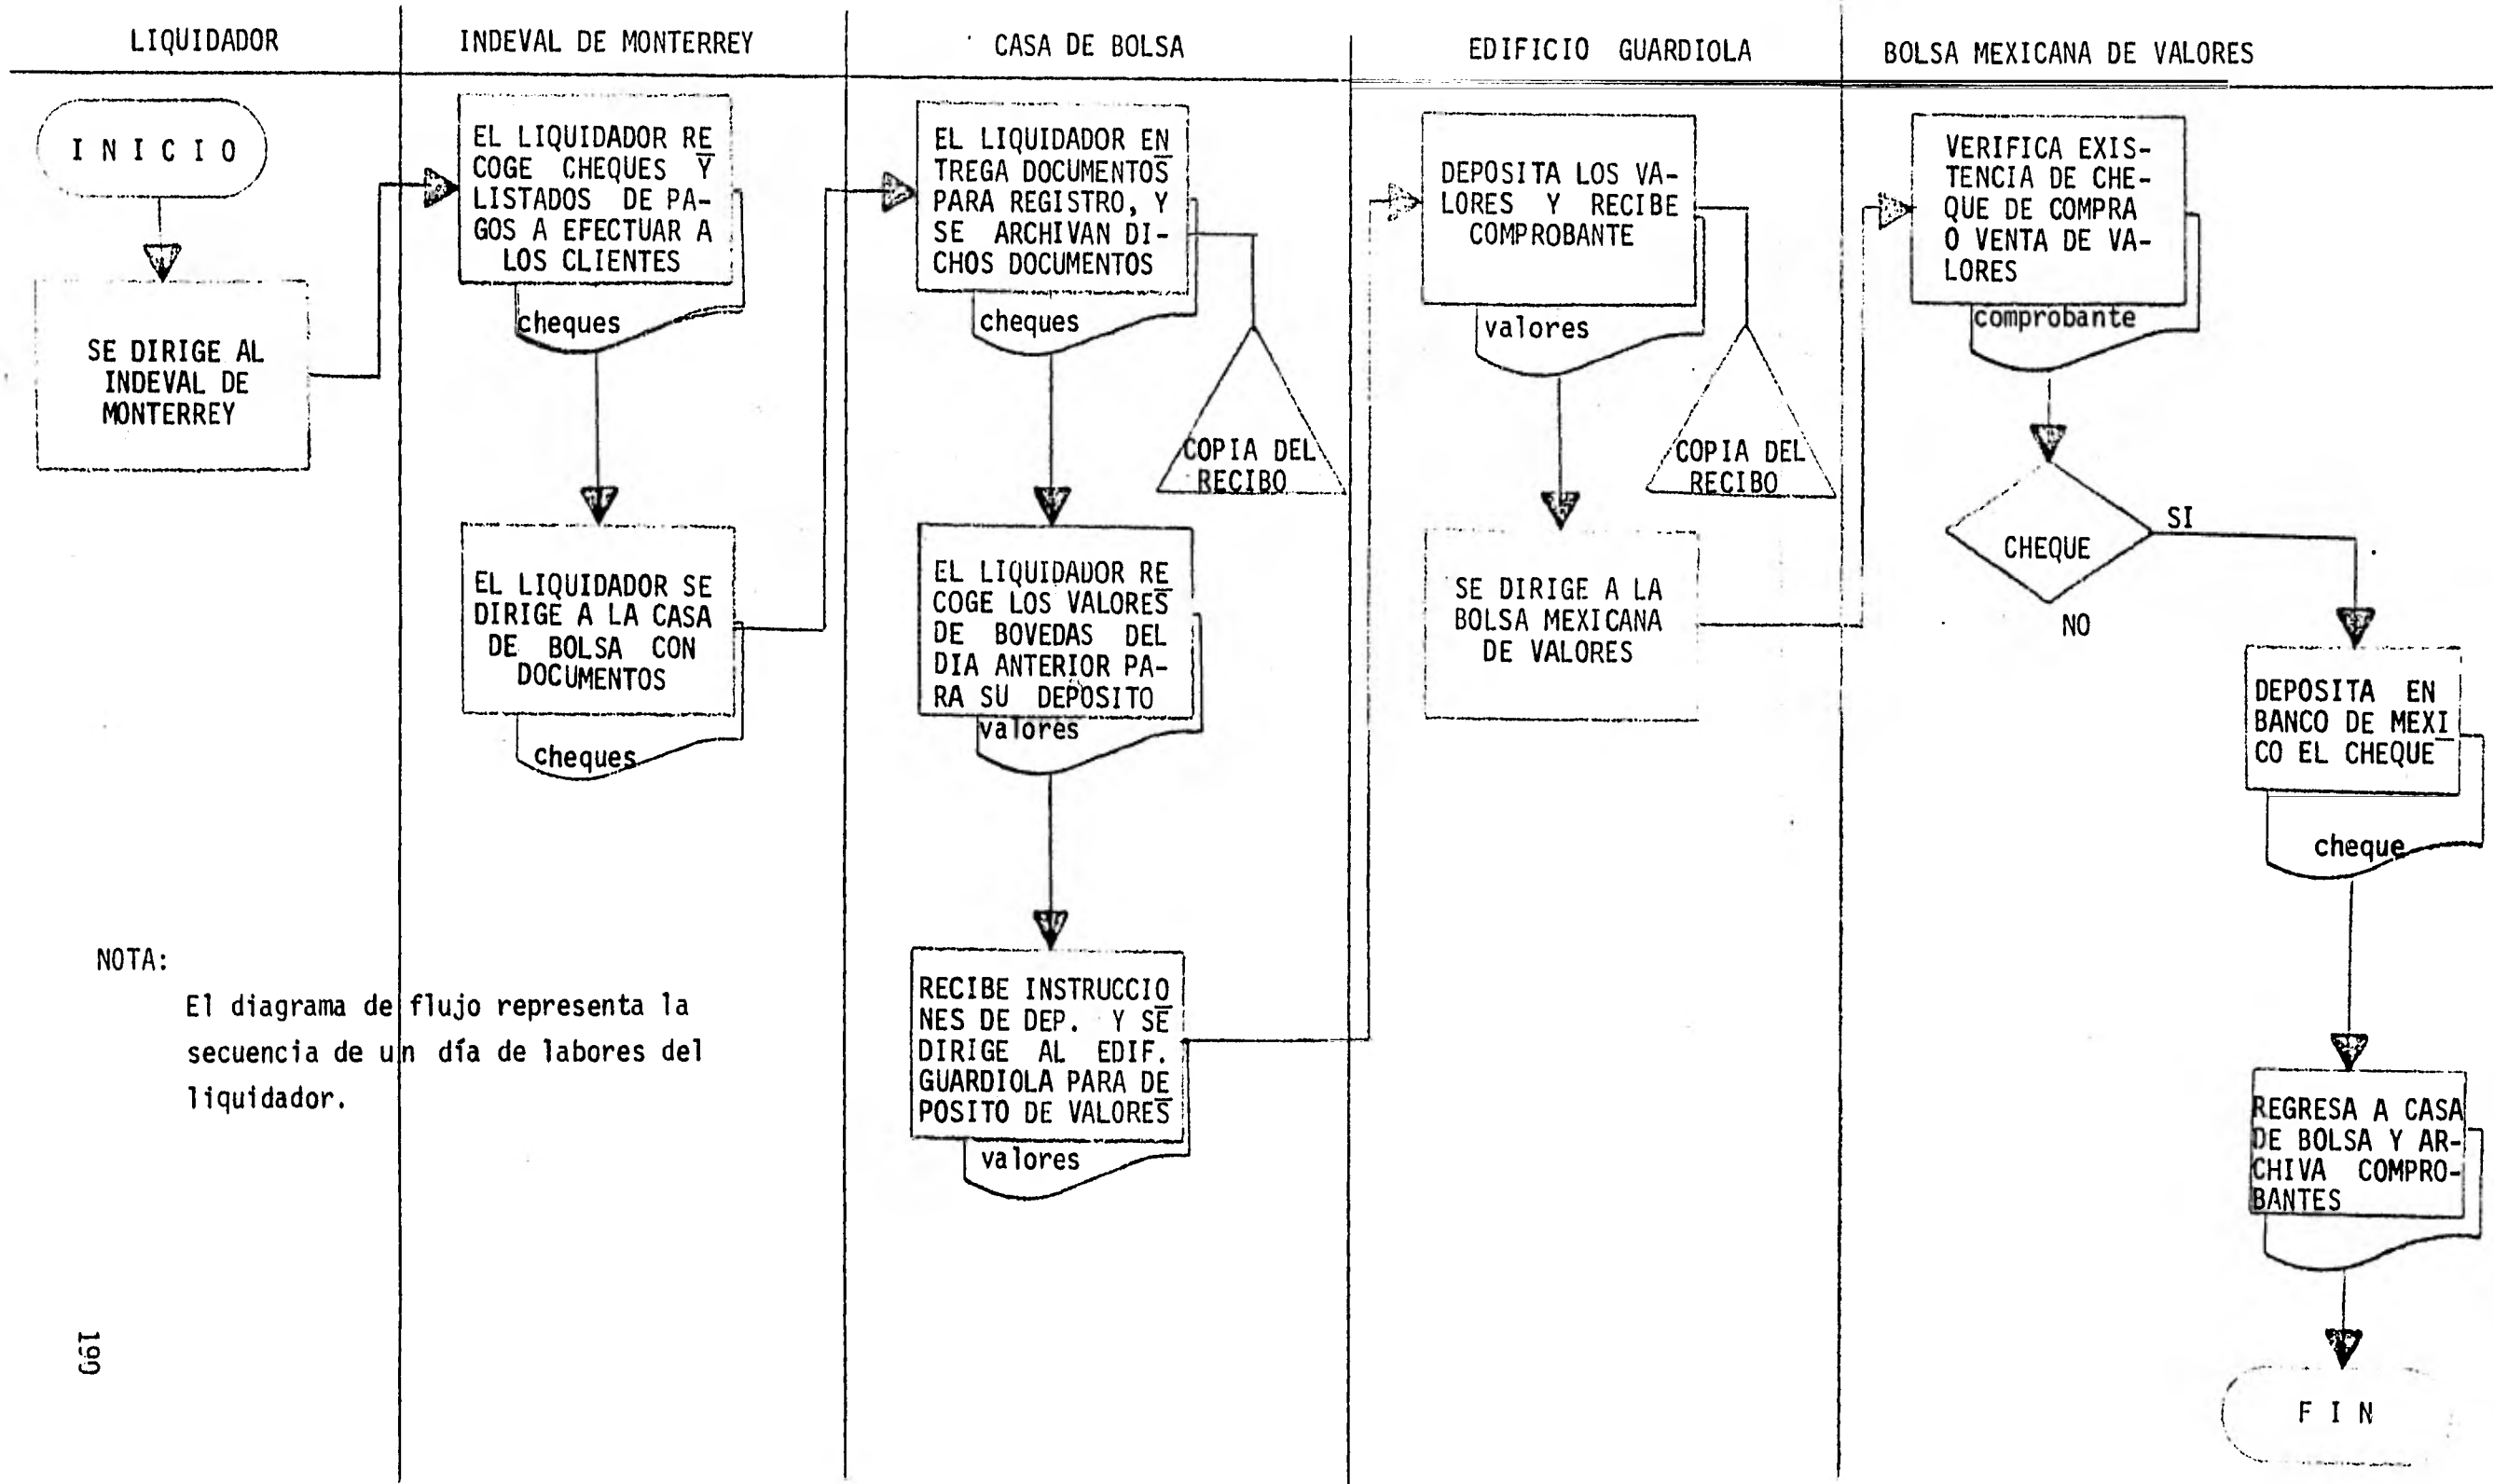 LIQUIDADOR
INDEVAL DE MONTERREY
CASA DE BOLSA
EDIFICIO GUARDIOLA
BOLSA MEXICANA DE VALORES
I N I C I O
SE DIRIGE AL
INDEVAL DE
MONTERREY
EL LIQUIDADOR RE
COGE CHEQUES Y
LISTADOS DE PA-
GOS A EFECTUAR A
LOS CLIENTES
cheques
EL LIQUIDADOR SE
DIRIGE A LA CASA
DE BOLSA CON
DOCUMENTOS
cheques
EL LIQUIDADOR EN
TREGA DOCUMENTOS
PARA REGISTRO, Y
SE ARCHIVAN DI-
CHOS DOCUMENTOS
cheques
COPIA DEL
RECIBO
EL LIQUIDADOR RE
COGE LOS VALORES
DE BOVEDAS DEL
DIA ANTERIOR PA-
RA SU DEPOSITO
valores
RECIBE INSTRUCCIO
NES DE DEP. Y SE
DIRIGE AL EDIF.
GUARDIOLA PARA DE
POSITO DE VALORES
valores
DEPOSITA LOS VA-
LORES Y RECIBE
COMPROBANTE
valores
COPIA DEL
RECIBO
SE DIRIGE A LA
BOLSA MEXICANA
DE VALORES
VERIFICA EXIS-
TENCIA DE CHE-
QUE DE COMPRA
O VENTA DE VA-
LORES
comprobante
CHEQUE
SI
NO
DEPOSITA EN
BANCO DE MEXI
CO EL CHEQUE
cheque
REGRESA A CASA
DE BOLSA Y AR-
CHIVA COMPRO-
BANTES
F I N
NOTA:
El diagrama de flujo representa la
secuencia de un día de labores del
liquidador.
199